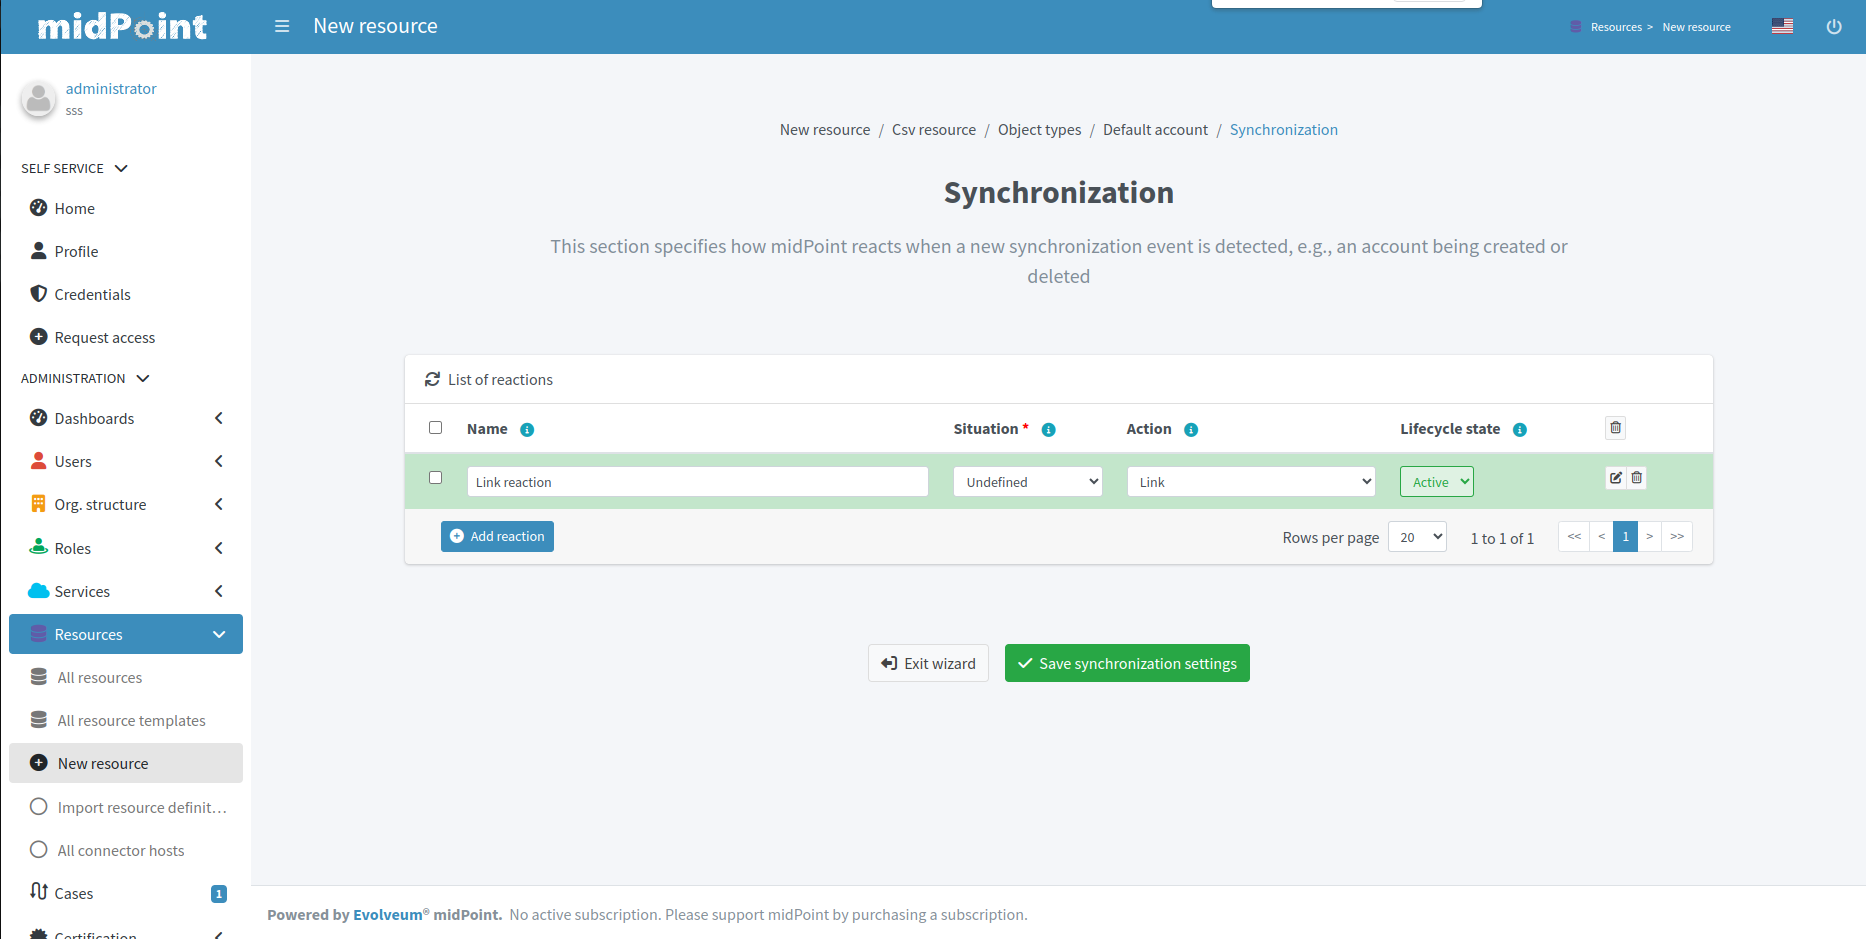 midPoint
New resource
Resources > New resource
administrator
sss
SELF SERVICE
Home
Profile
Credentials
Request access
ADMINISTRATION
Dashboards
Users
Org. structure
Roles
Services
Resources
All resources
All resource templates
New resource
Import resource definit...
All connector hosts
Cases 1
Certification
New resource / Csv resource / Object types / Default account / Synchronization
Synchronization
This section specifies how midPoint reacts when a new synchronization event is detected, e.g., an account being created or
deleted
List of reactions
Name Situation * Action Lifecycle state
Link reaction Undefined Link Active
Add reaction Rows per page 20 1 to 1 of 1 << < 1 > >>
Exit wizard Save synchronization settings
Powered by Evolveum® midPoint. No active subscription. Please support midPoint by purchasing a subscription.